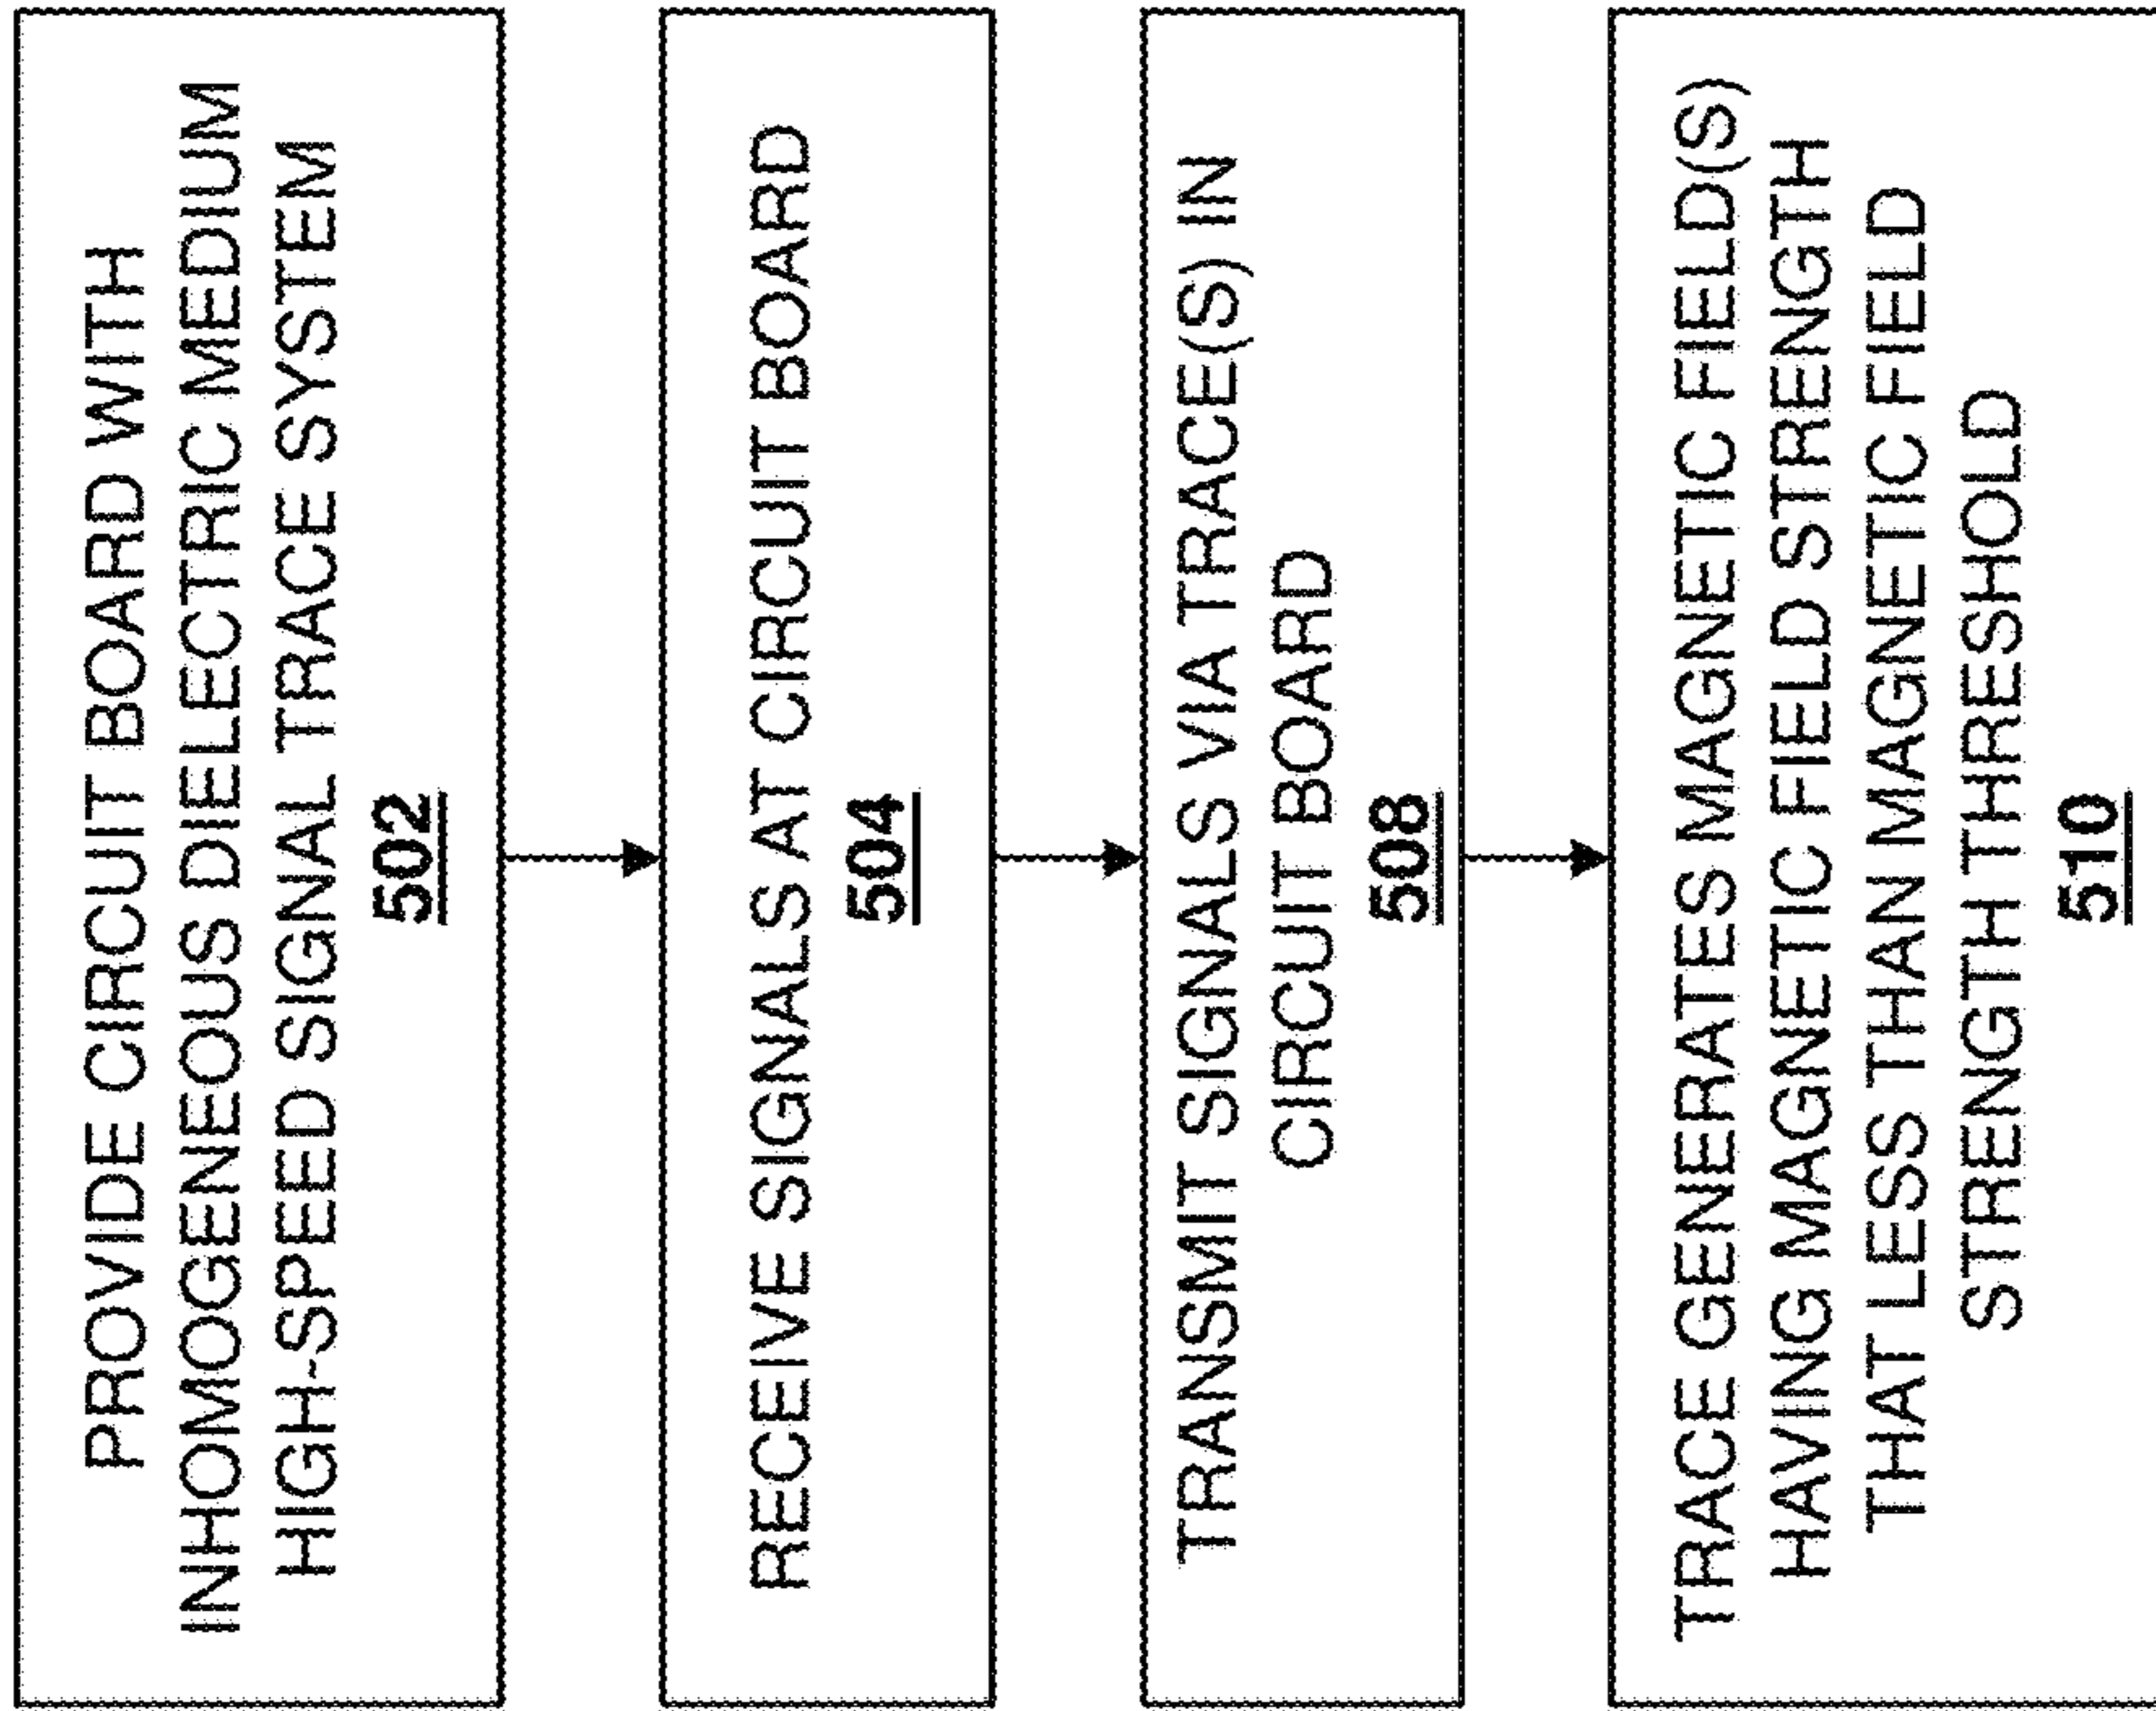 PROVIDE CIRCUIT BOARD WITH
INHOMOGENEOUS DIELECTRIC MEDIUM
HIGH-SPEED SIGNAL TRACE SYSTEM
502
RECEIVE SIGNALS AT CIRCUIT BOARD
504
TRANSMIT SIGNALS VIA TRACE(S) IN
CIRCUIT BOARD
508
TRACE GENERATES MAGNETIC FIELD(S)
HAVING MAGNETIC FIELD STRENGTH
THAT LESS THAN MAGNETIC FIELD
STRENGTH THRESHOLD
510